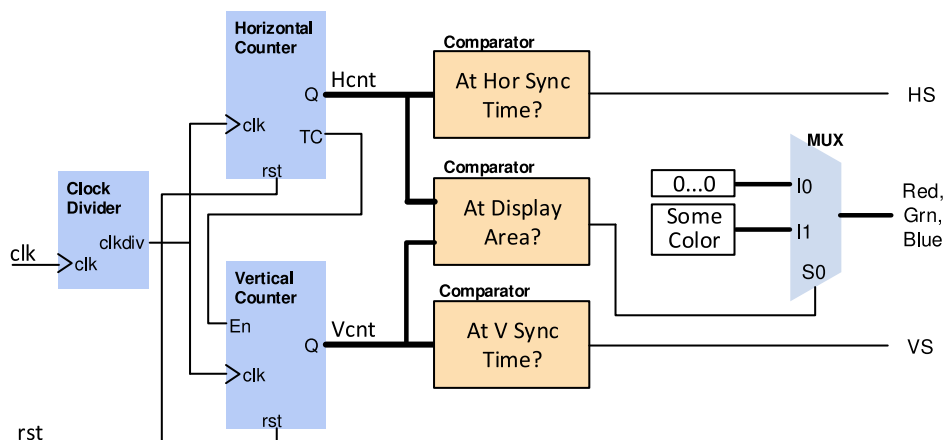 Horizontal
Counter
Q
clk
TC
rst
Hcnt
Comparator
At Hor Sync
Time?
HS
Clock
Divider
clkdiv
clk
clk
Comparator
At Display
Area?
MUX
0...0
I0
Some
Color
I1
S0
Red,
Grn,
Blue
Vertical
Counter
En
Q
clk
rst
Vcnt
Comparator
At V Sync
Time?
VS
rst